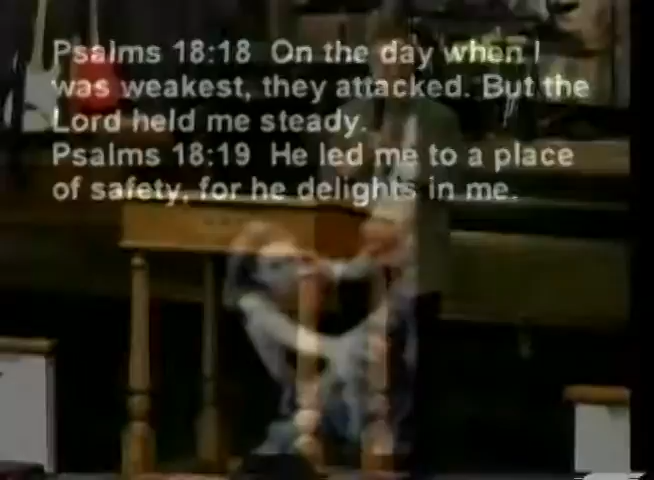 Psalms 18:18 On the day when I
was weakest, they attacked. But the
Lord held me steady.
Psalms 18:19 He led me to a place
of safety, for he delights in me.